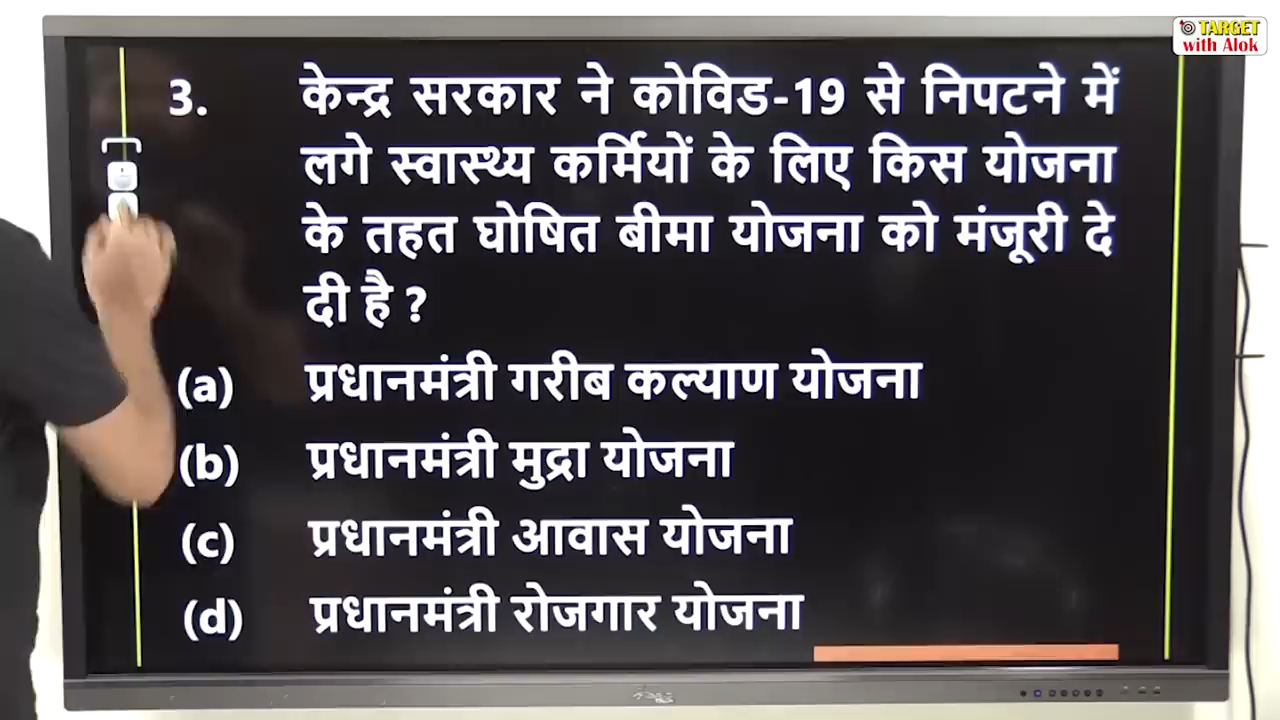 TARGET
with Alok
3. केन्द्र सरकार ने कोविड-19 से निपटने में
लगे स्वास्थ्य कर्मियों के लिए किस योजना
के तहत घोषित बीमा योजना को मंजूरी दे
दी है ?
(a) प्रधानमंत्री गरीब कल्याण योजना
(b) प्रधानमंत्री मुद्रा योजना
(c) प्रधानमंत्री आवास योजना
(d) प्रधानमंत्री रोजगार योजना